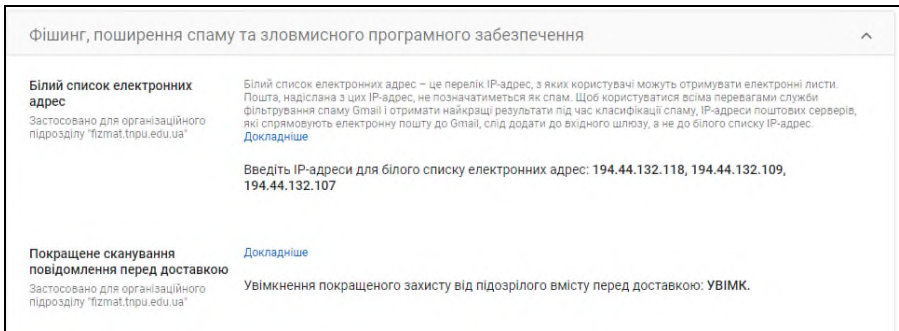 Фішинг, поширення спаму та зловмисного програмного забезпечення
Білий список електронних
адрес
Застосовано для організаційного
підрозділу "fizmat.tnpu.edu.ua"
Білий список електронних адрес – це перелік IP-адрес, з яких користувачі можуть отримувати електронні листи.
Пошта, надіслана з цих IP-адрес, не позначатиметься як спам. Щоб користуватися всіма перевагами служби
фільтрування спаму Gmail і отримати найкращі результати під час класифікації спаму, IP-адреси поштових серверів,
які спрямовують електронну пошту до Gmail, слід додати до вхідного шлюзу, а не до білого списку IP-адрес.
Докладніше
Введіть IP-адреси для білого списку електронних адрес: 194.44.132.118, 194.44.132.109,
194.44.132.107
Покращене сканування
повідомлення перед доставкою
Застосовано для організаційного
підрозділу "fizmat.tnpu.edu.ua"
Докладніше
Увімкнення покращеного захисту від підозрілого вмісту перед доставкою: УВІМК.